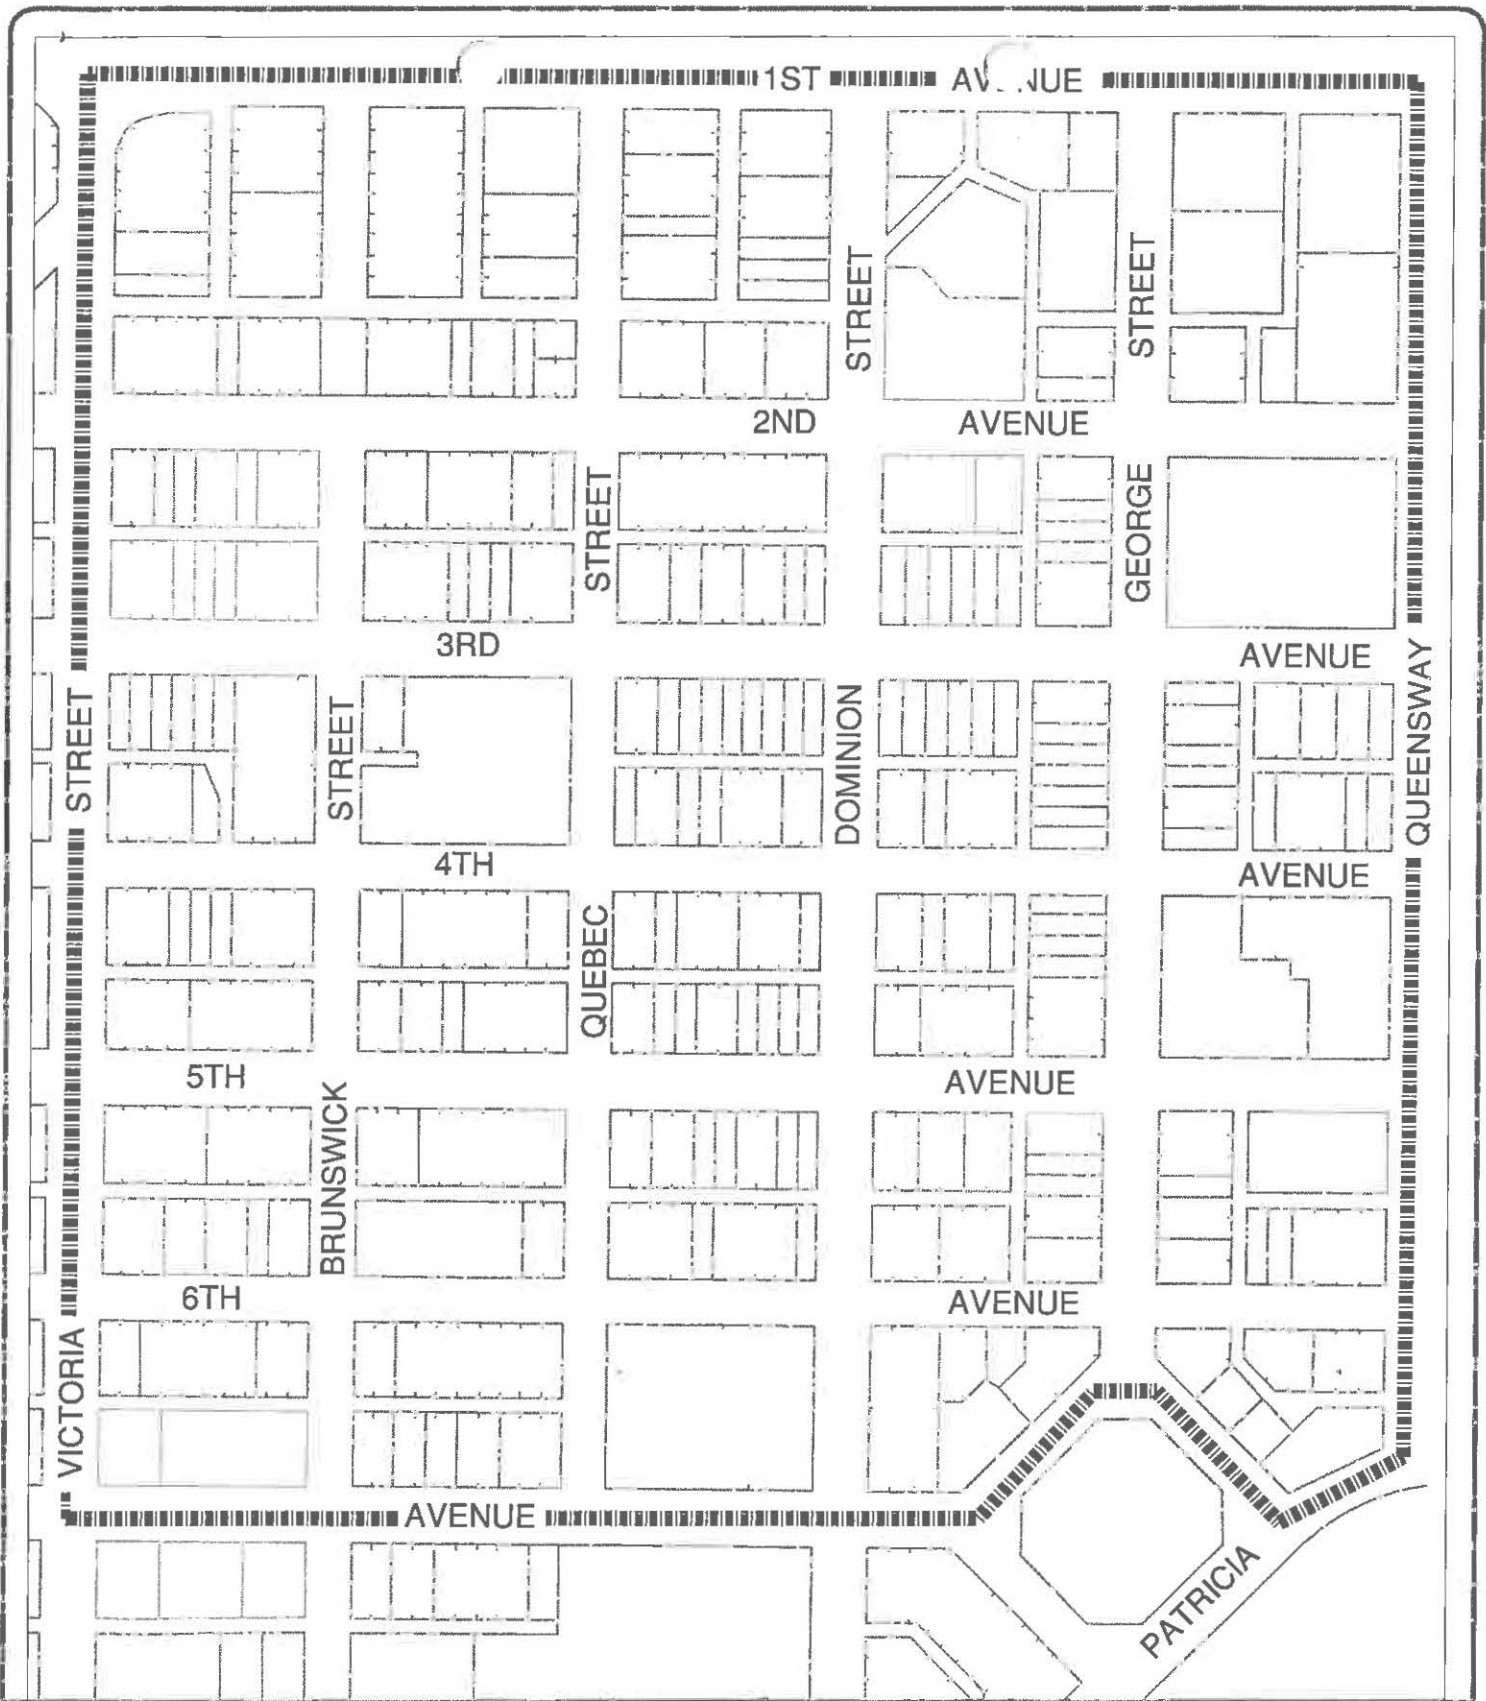 1ST AVENUE
STREET
STREET
2ND AVENUE
STREET
GEORGE
3RD AVENUE
STREET
STREET
DOMINION
QUEENSWAY
4TH AVENUE
QUEBEC
5TH AVENUE
BRUNSWICK
6TH AVENUE
VICTORIA
AVENUE
PATRICIA